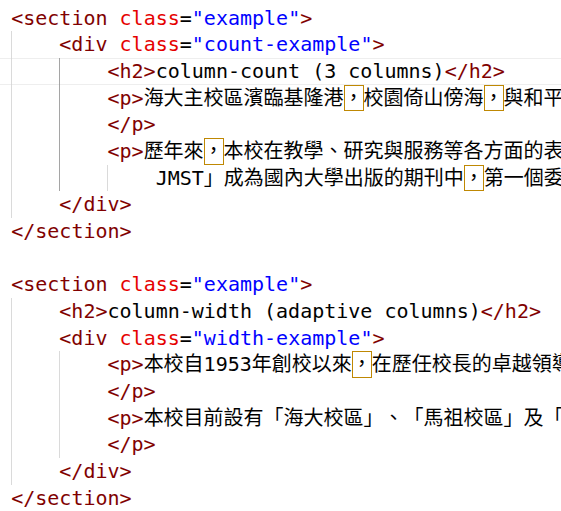 <section class="example">
    <div class="count-example">
        <h2>column-count (3 columns)</h2>
        <p>海大主校區濱臨基隆港，校園倚山傍海，與和平
        </p>
        <p>歷年來，本校在教學、研究與服務等各方面的表
            JMST」成為國內大學出版的期刊中，第一個委
    </div>
</section>

<section class="example">
    <h2>column-width (adaptive columns)</h2>
    <div class="width-example">
        <p>本校自1953年創校以來，在歷任校長的卓越領導
        </p>
        <p>本校目前設有「海大校區」、「馬祖校區」及「
        </p>
    </div>
</section>